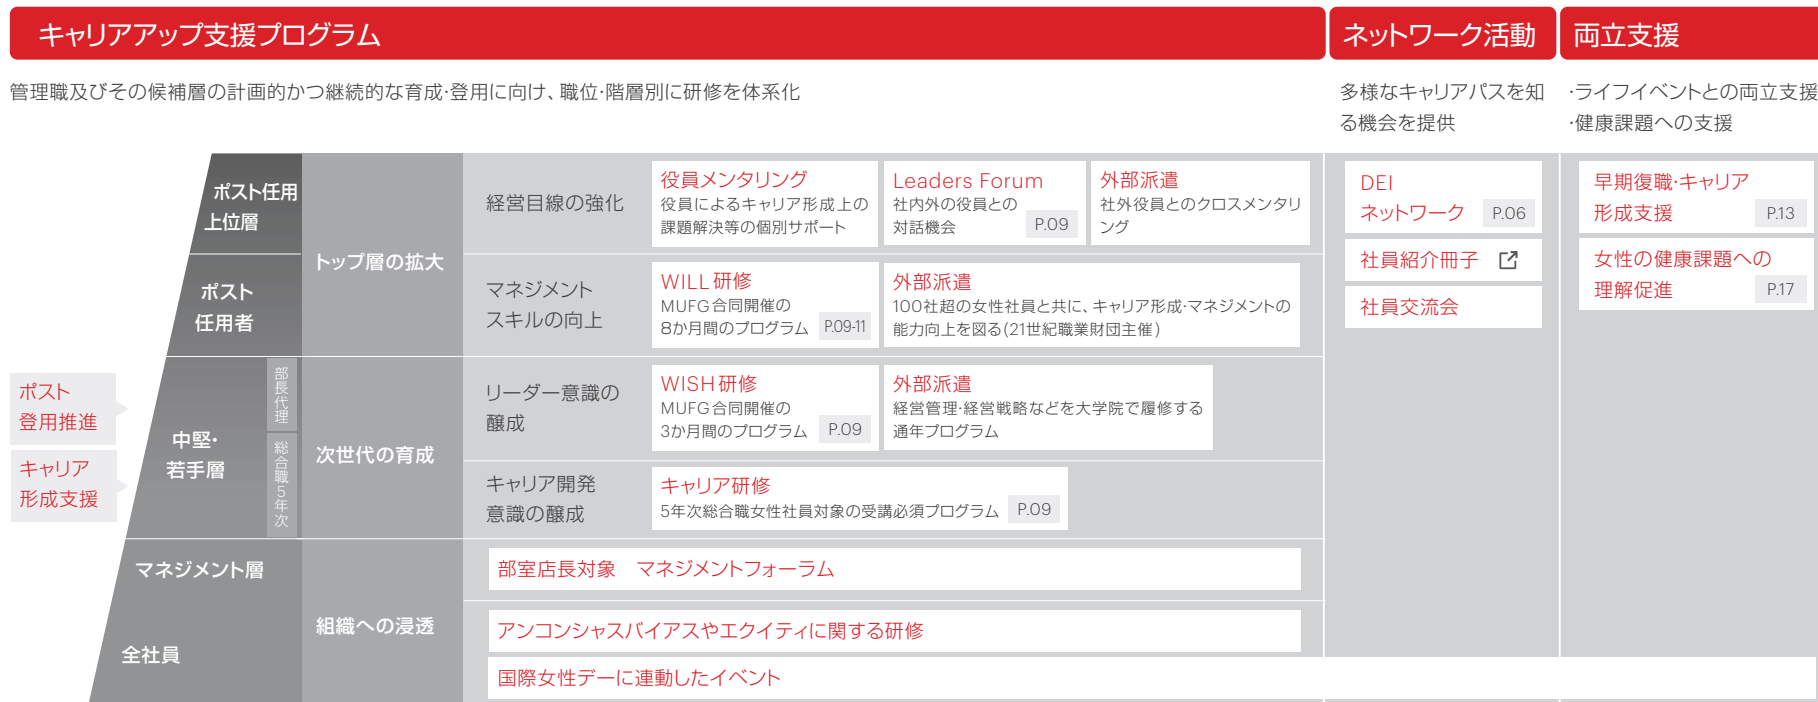 キャリアアップ支援プログラム
ネットワーク活動
両立支援
管理職及びその候補層の計画的かつ継続的な育成・登用に向け、職位・階層別に研修を体系化
多様なキャリアパスを知
る機会を提供
・ライフイベントとの両立支援
・健康課題への支援
ポスト任用
上位層
トップ層の拡大
経営目線の強化
役員メンタリング
役員によるキャリア形成上の
課題解決等の個別サポート
Leaders Forum
社内外の役員との
対話機会
P.09
外部派遣
社外役員とのクロスメンタリ
ング
ポスト
任用者
マネジメント
スキルの向上
WILL研修
MUFG合同開催の
8か月間のプログラム
P.09-11
外部派遣
100社超の女性社員と共に、キャリア形成・マネジメントの
能力向上を図る(21世紀職業財団主催)
ポスト
登用推進
キャリア
形成支援
中堅・
若手層
部長代理
総合職5年次
次世代の育成
リーダー意識の
醸成
WISH研修
MUFG合同開催の
3か月間のプログラム
P.09
外部派遣
経営管理・経営戦略などを大学院で履修する
通年プログラム
キャリア開発
意識の醸成
キャリア研修
5年次総合職女性社員対象の受講必須プログラム
P.09
マネジメント層
全社員
組織への浸透
部室店長対象　マネジメントフォーラム
アンコンシャスバイアスやエクイティに関する研修
国際女性デーに連動したイベント
DEI
ネットワーク
P.06
社員紹介冊子
社員交流会
早期復職・キャリア
形成支援
P.13
女性の健康課題への
理解促進
P.17